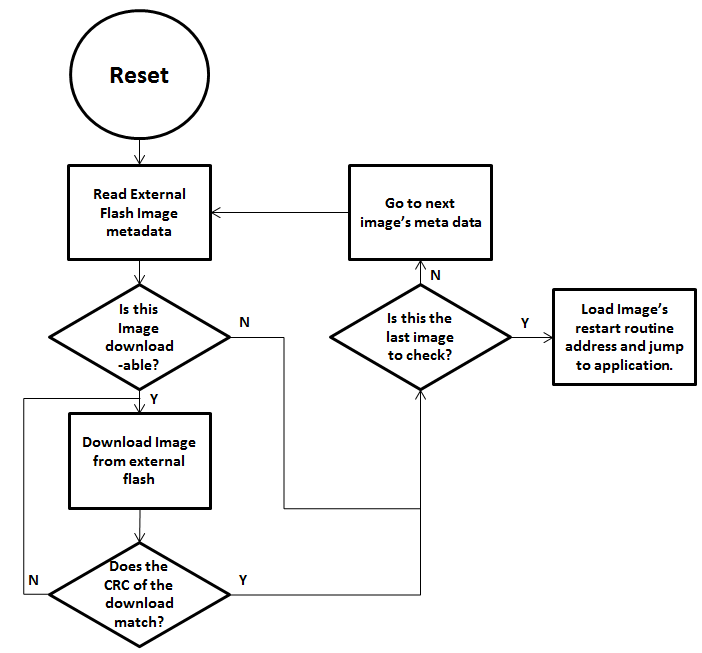 Reset
Read External
Flash Image
metadata
Go to next
image's meta data
N
Is this
Image
download
-able?
N
Is this the
last image
to check?
Y
Load Image's
restart routine
address and jump
to application.
Y
Download Image
from external
flash
N
Does the
CRC of the
download
match?
Y